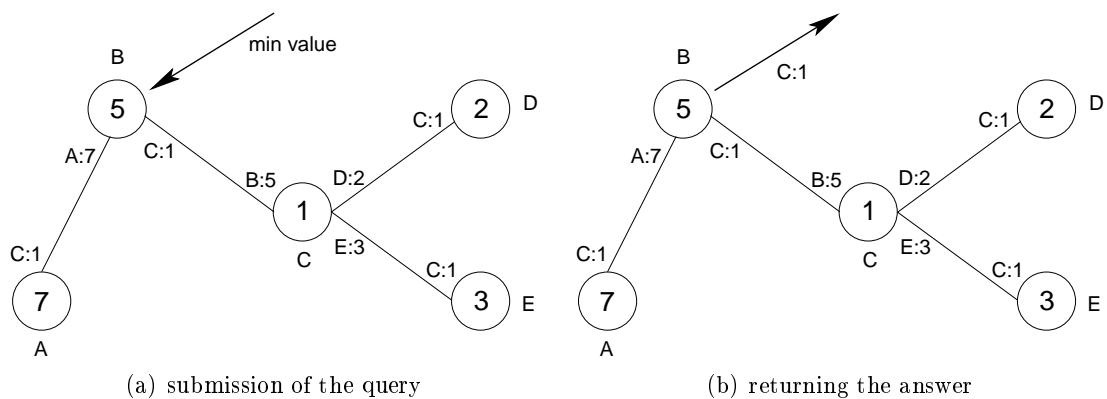 min value
B
5
A:7
C:1
B:5
1
C
D:2
E:3
C:1
2
D
C:1
3
E
C:1
7
A
(a) submission of the query
C:1
B
5
A:7
C:1
B:5
1
C
D:2
E:3
C:1
2
D
C:1
3
E
C:1
7
A
(b) returning the answer